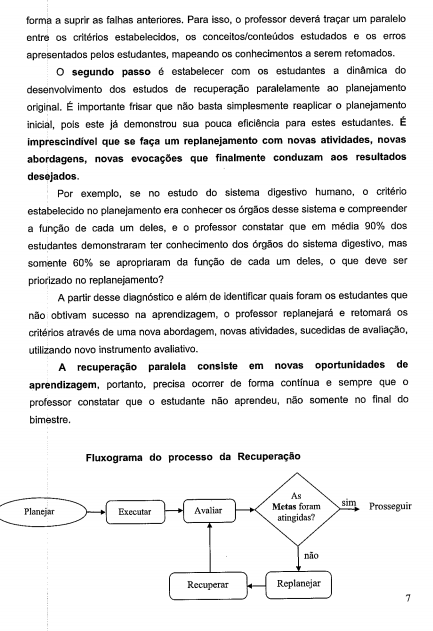 forma a suprir as falhas anteriores. Para isso, o professor deverá traçar um paralelo
entre os critérios estabelecidos, os conceitos/conteúdos estudados e os erros
apresentados pelos estudantes, mapeando os conhecimentos a serem retomados.
O segundo passo é estabelecer com os estudantes a dinâmica do
desenvolvimento dos estudos de recuperação paralelamente ao planejamento
original. É importante frisar que não basta simplesmente reaplicar o planejamento
inicial, pois este já demonstrou sua pouca eficiência para estes estudantes. É
imprescindível que se faça um replanejamento com novas atividades, novas
abordagens, novas evocações que finalmente conduzam aos resultados
desejados.
Por exemplo, se no estudo do sistema digestivo humano, o critério
estabelecido no planejamento era conhecer os órgãos desse sistema e compreender
a função de cada um deles, e o professor constatar que em média 90% dos
estudantes demonstraram ter conhecimento dos órgãos do sistema digestivo, mas
somente 60% se apropriaram da função de cada um deles, o que deve ser
priorizado no replanejamento?
A partir desse diagnóstico e além de identificar quais foram os estudantes que
não obtivam sucesso na aprendizagem, o professor replanejará e retomará os
critérios através de uma nova abordagem, novas atividades, sucedidas de avaliação,
utilizando novo instrumento avaliativo.
A recuperação paralela consiste em novas oportunidades de
aprendizagem, portanto, precisa ocorrer de forma contínua e sempre que o
professor constatar que o estudante não aprendeu, não somente no final do
bimestre.
Fluxograma do processo da Recuperação
Planejar
Executar
Avaliar
As
Metas foram
atingidas?
sim
Prosseguir
não
Recuperar
Replanejar
7